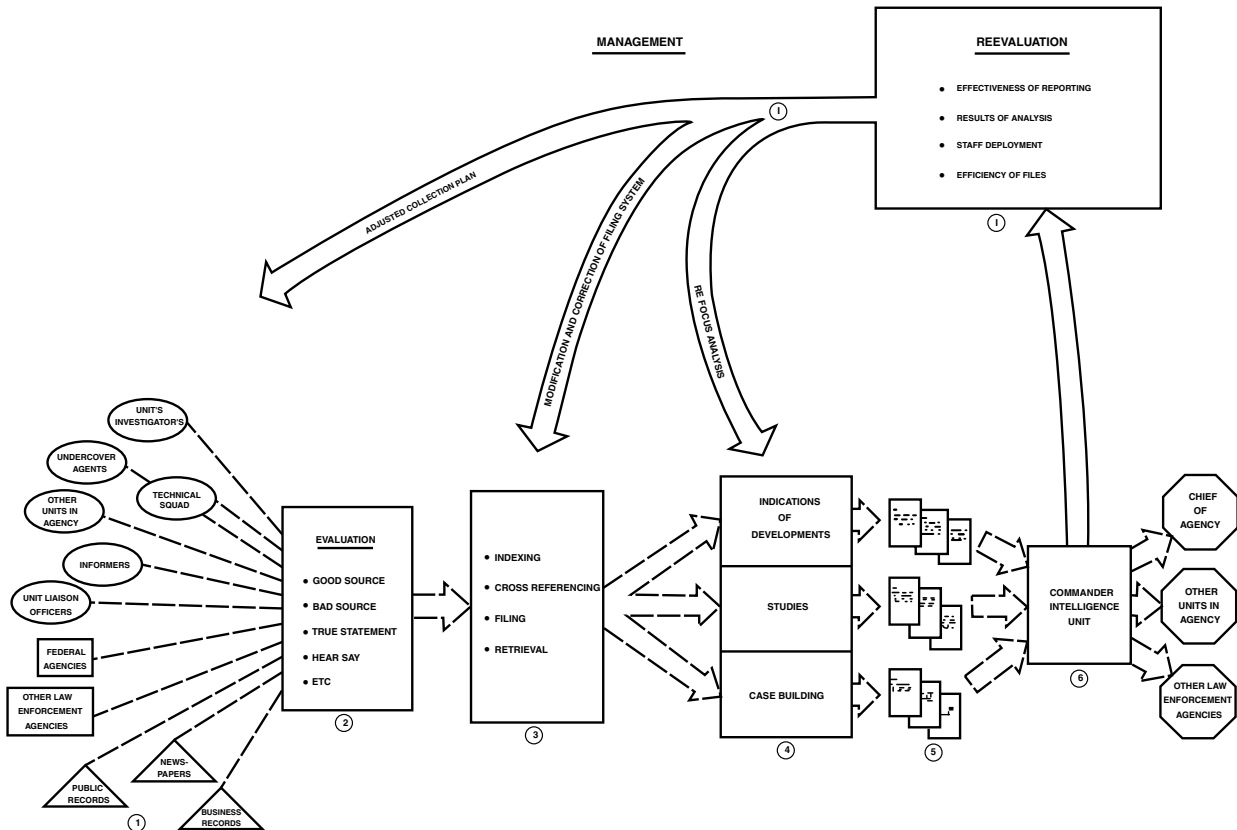 MANAGEMENT
REEVALUATION
• EFFECTIVENESS OF REPORTING
• RESULTS OF ANALYSIS
• STAFF DEPLOYMENT
• EFFICIENCY OF FILES
I
I
ADJUSTED COLLECTION PLAN
MODIFICATION AND CORRECTION OF FILING SYSTEM
RE FOCUS ANALYSIS
UNIT'S
INVESTIGATOR'S
UNDERCOVER
AGENTS
TECHNICAL
SQUAD
OTHER
UNITS IN
AGENCY
INFORMERS
UNIT LIAISON
OFFICERS
FEDERAL
AGENCIES
OTHER LAW
ENFORCEMENT
AGENCIES
PUBLIC
RECORDS
NEWS-
PAPERS
BUSINESS
RECORDS
1
EVALUATION
• GOOD SOURCE
• BAD SOURCE
• TRUE STATEMENT
• HEAR SAY
• ETC
2
• INDEXING
• CROSS REFERENCING
• FILING
• RETRIEVAL
3
INDICATIONS
OF
DEVELOPMENTS
STUDIES
CASE BUILDING
4
5
COMMANDER
INTELLIGENCE
UNIT
6
CHIEF
OF
AGENCY
OTHER
UNITS IN
AGENCY
OTHER LAW
ENFORCEMENT
AGENCIES